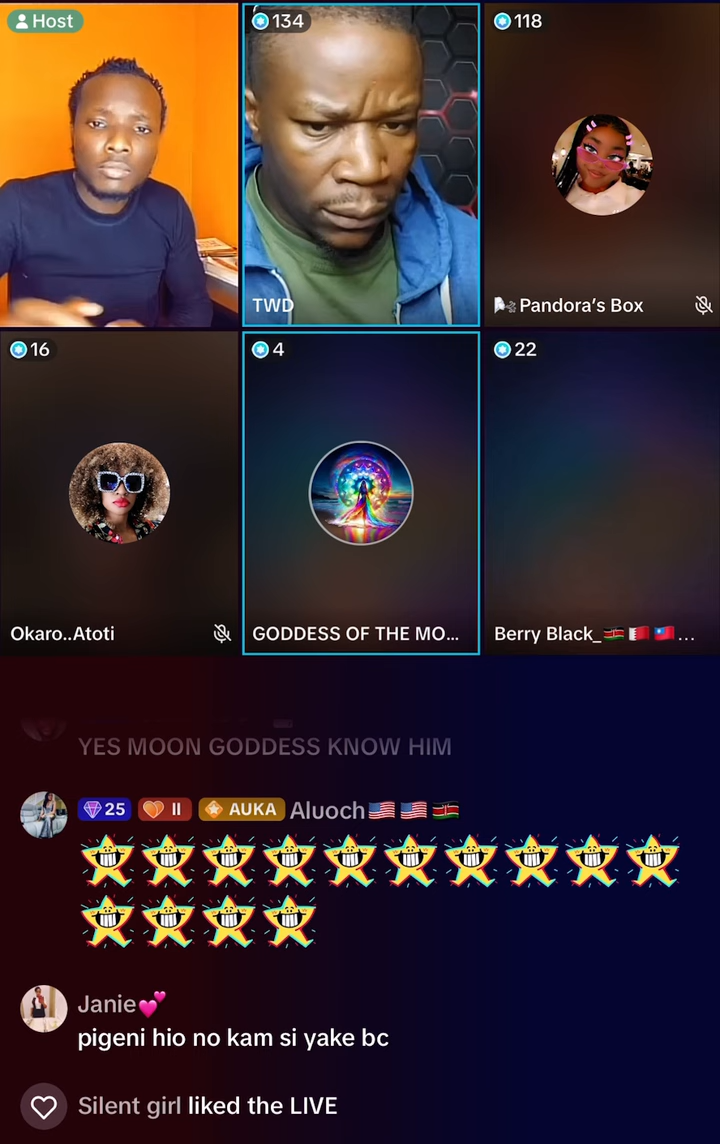 Host
134
118
TWD
Pandora's Box
16
4
22
Okaro..Atoti
GODDESS OF THE MO...
Berry Black_🇰🇪🇧🇭🇹🇼...
YES MOON GODDESS KNOW HIM
25 II AUKA Aluoch🇺🇸🇺🇸🇰🇪
Janie💕
pigeni hio no kam si yake bc
Silent girl liked the LIVE